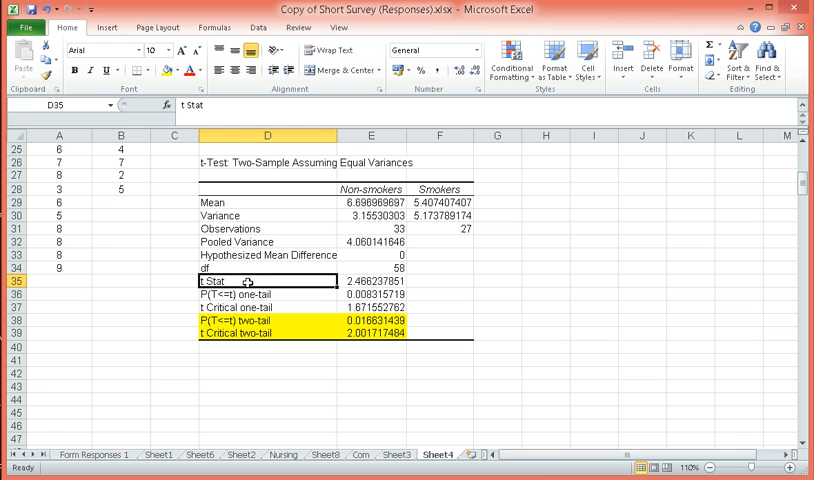 Copy of Short Survey (Responses).xlsx - Microsoft Excel
File Home Insert Page Layout Formulas Data Review View
Arial 10 A A Wrap Text General Σ
Paste B I U A Merge & Center $ % , Conditional Formatting Format as Table Cell Styles Insert Delete Format Sort & Filter Find & Select
Clipboard Font Alignment Number Styles Cells Editing
D35 fx t Stat
A B C D E F G H I J K L M
25 6 4
26 7 7 t-Test: Two-Sample Assuming Equal Variances
27 8 2
28 3 5 Non-smokers Smokers
29 6 Mean 6.696969697 5.407407407
30 5 Variance 3.15530303 5.173789174
31 8 Observations 33 27
32 8 Pooled Variance 4.060141646
33 8 Hypothesized Mean Difference 0
34 9 df 58
35 t Stat 2.466237851
36 P(T<=t) one-tail 0.008315719
37 t Critical one-tail 1.671552762
38 P(T<=t) two-tail 0.016631439
39 t Critical two-tail 2.001717484
40
41
42
43
44
45
46
47
Form Responses 1 Sheet1 Sheet6 Sheet2 Nursing Sheet8 Com Sheet3 Sheet4
Ready 110%